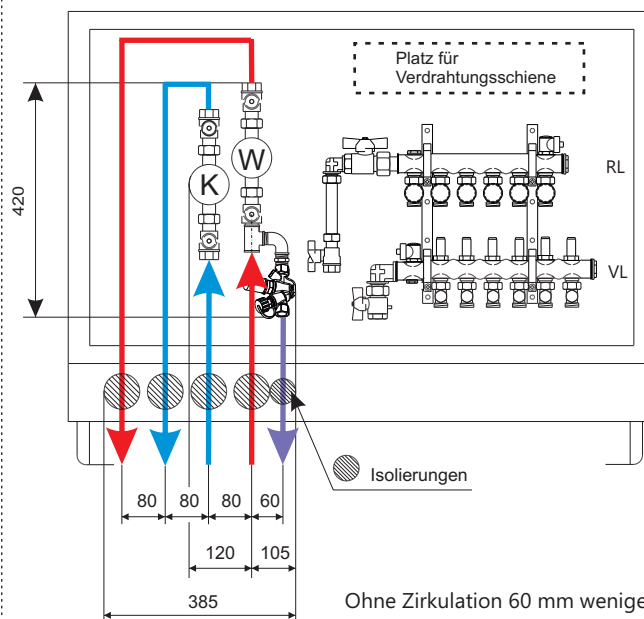 Platz für
Verdrahtungsschiene
420
K
W
RL
VL
Isolierungen
80 80 80 60
120 105
385
Ohne Zirkulation 60 mm wenige